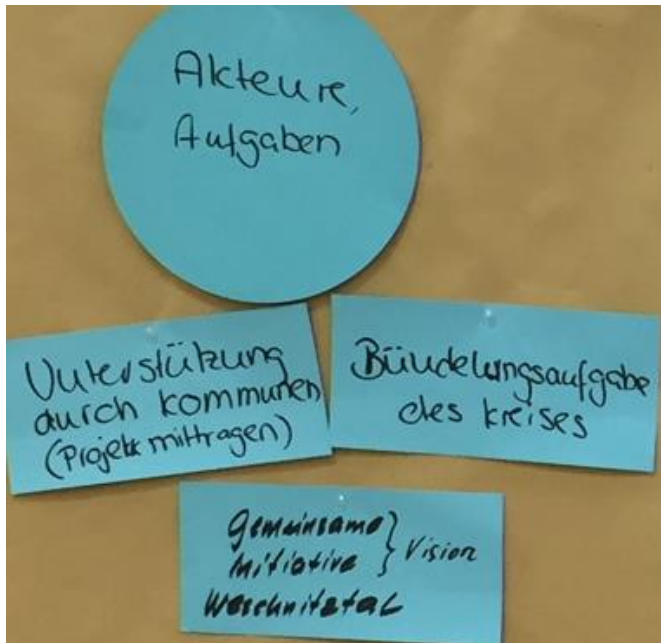 Akteure,
Aufgaben
Unterstützung
durch Kommunen
(Projekt mittragen)
Bündelungsaufgabe
des Kreises
Gemeinsame
Initiative } Vision
Weschnitztal